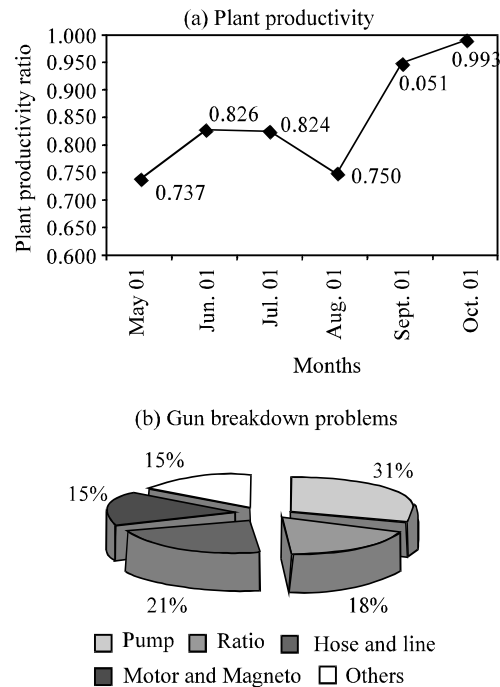 (a) Plant productivity
Plant productivity ratio
1.000
0.950
0.900
0.850
0.800
0.750
0.700
0.650
0.600
0.737
0.826
0.824
0.750
0.051
0.993
May 01
Jun. 01
Jul. 01
Aug. 01
Sept. 01
Oct. 01
Months
(b) Gun breakdown problems
15%
31%
15%
21%
18%
Pump Ratio Hose and line
Motor and Magneto Others